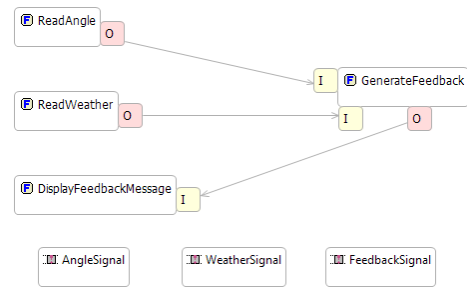 F ReadAngle
O
I
F GenerateFeedback
F ReadWeather
O
I
O
F DisplayFeedbackMessage
I
AngleSignal
WeatherSignal
FeedbackSignal